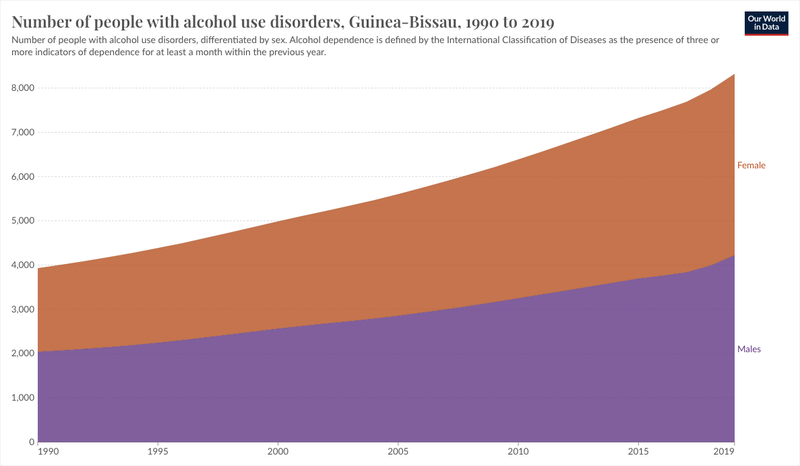 Number of people with alcohol use disorders, Guinea-Bissau, 1990 to 2019
Our World
in Data
Number of people with alcohol use disorders, differentiated by sex. Alcohol dependence is defined by the International Classification of Diseases as the presence of three or
more indicators of dependence for at least a month within the previous year.
8,000
7,000
6,000
5,000
4,000
3,000
2,000
1,000
0
Female
Males
1990
1995
2000
2005
2010
2015
2019